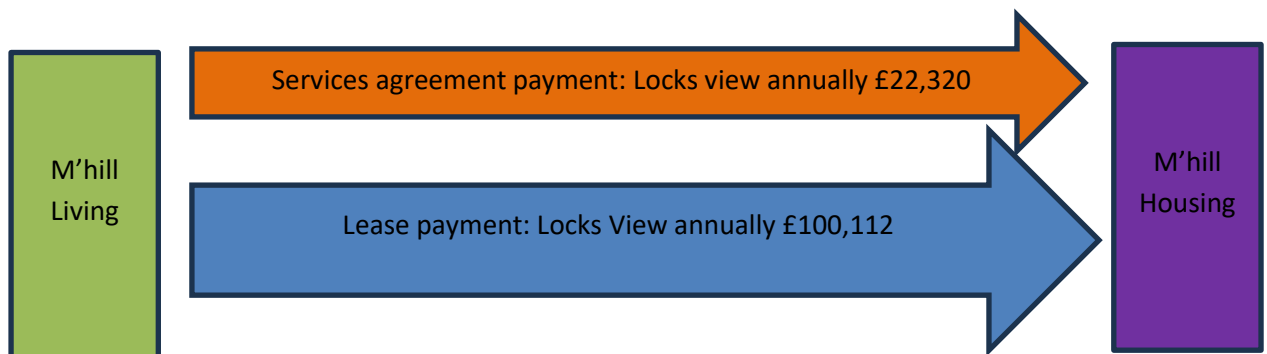 M’hill
Living
Services agreement payment: Locks view annually £22,320
Lease payment: Locks View annually £100,112
M’hill
Housing